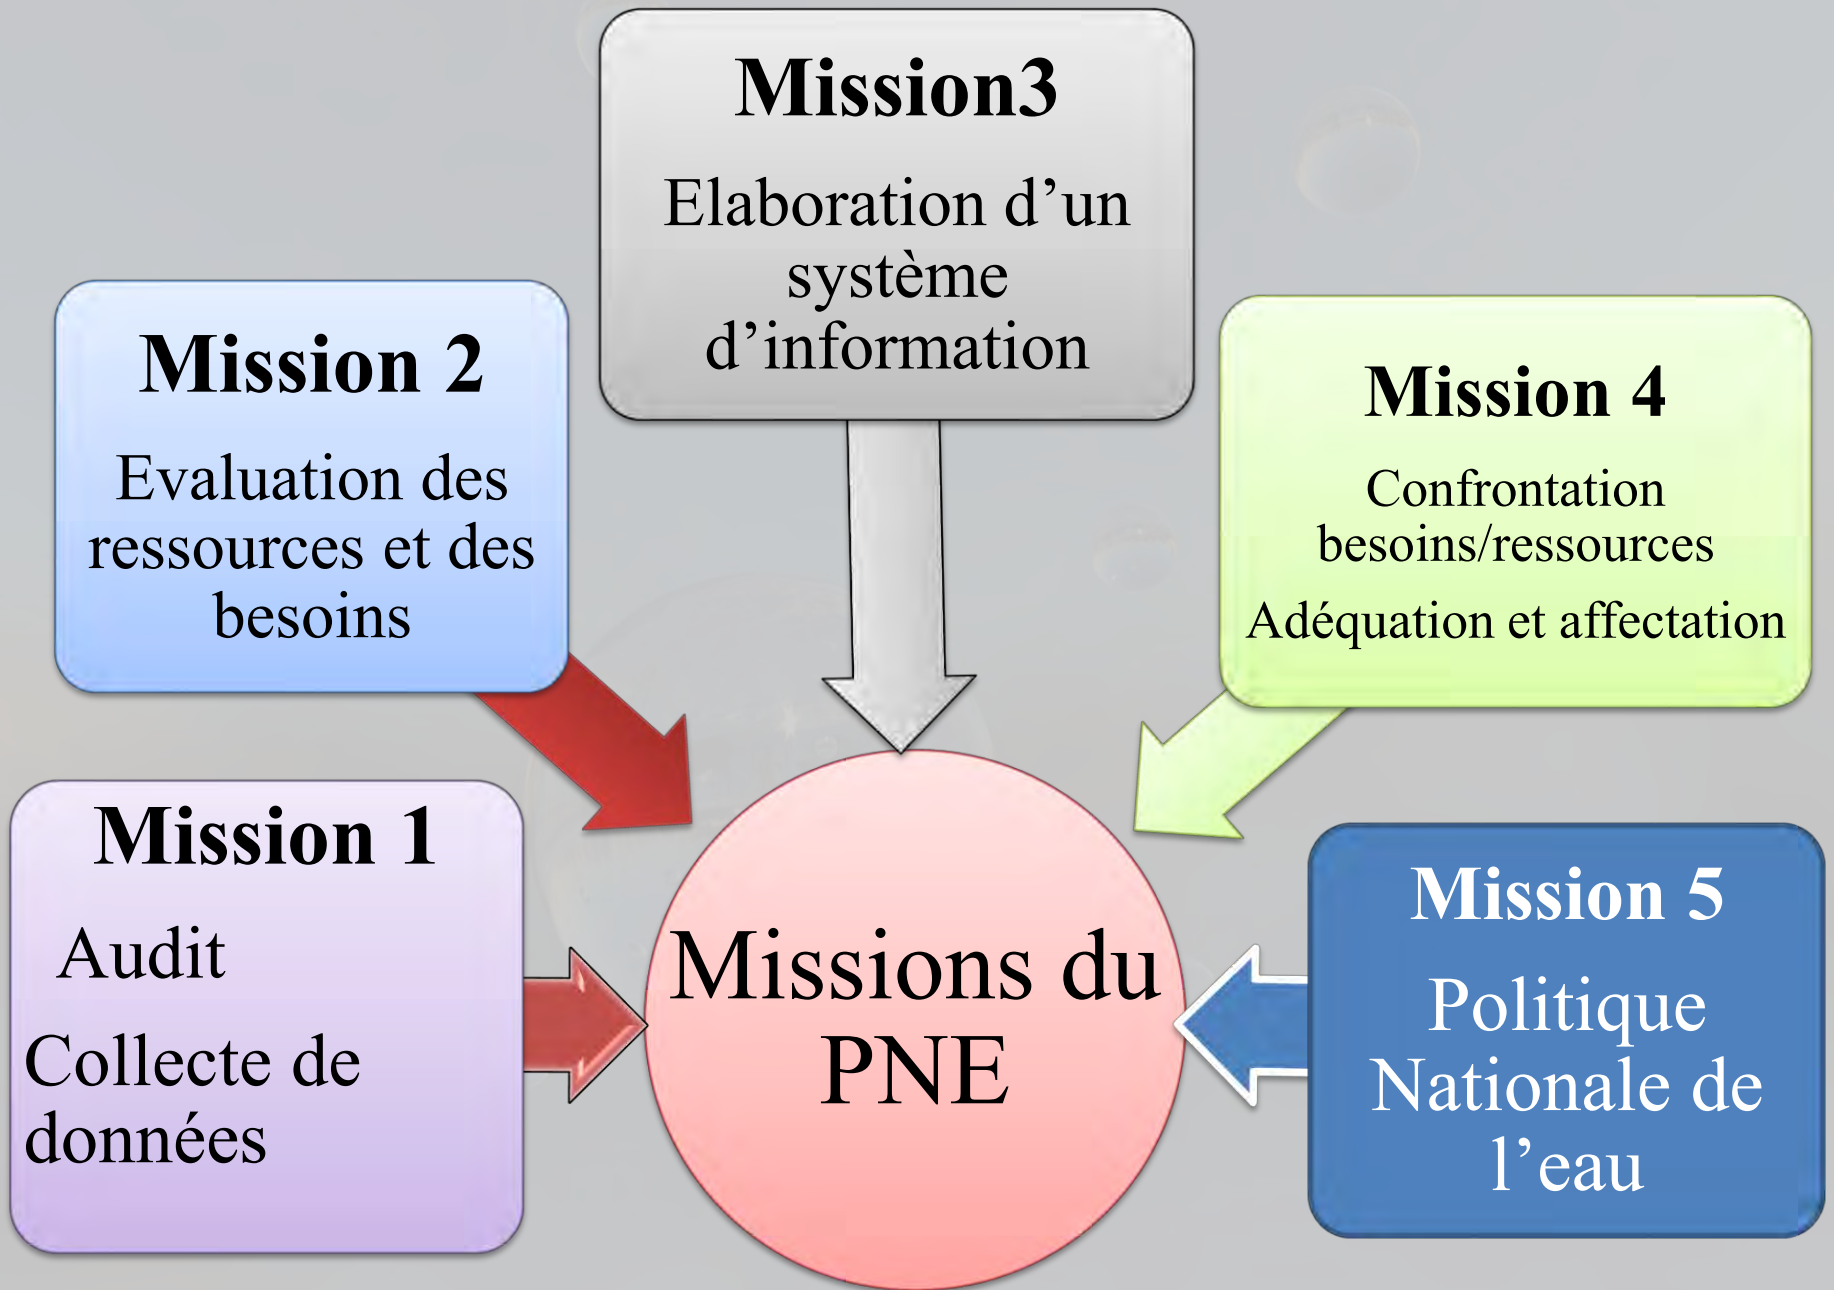 Mission3
Elaboration d’un
système
d’information
Mission 2
Evaluation des
ressources et des
besoins
Mission 4
Confrontation
besoins/ressources
Adéquation et affectation
Mission 1
Audit
Collecte de
données
Missions du
PNE
Mission 5
Politique
Nationale de
l’eau